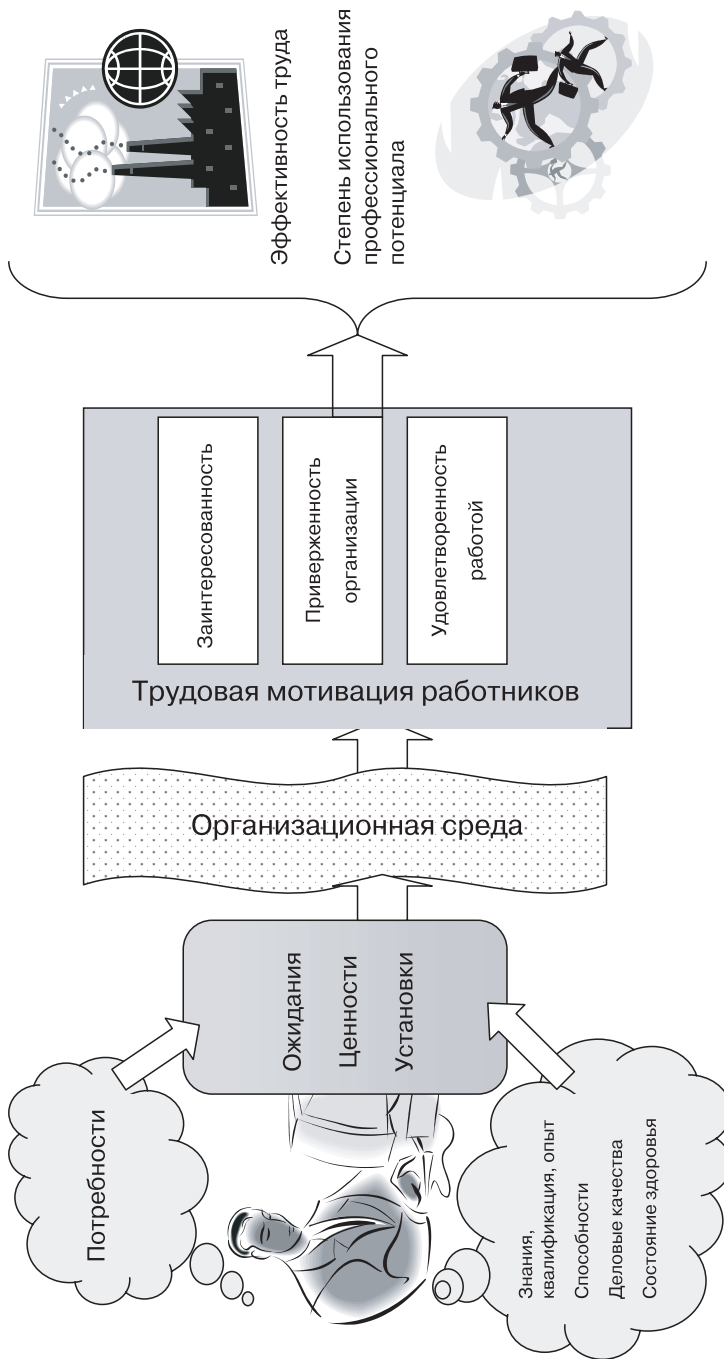 Потребности
Знания,
квалификация, опыт
Способности
Деловые качества
Состояние здоровья
Ожидания
Ценности
Установки
Организационная среда
Трудовая мотивация работников
Заинтересованность
Приверженность
организации
Удовлетворенность
работой
Эффективность труда
Степень использования
профессионального
потенциала